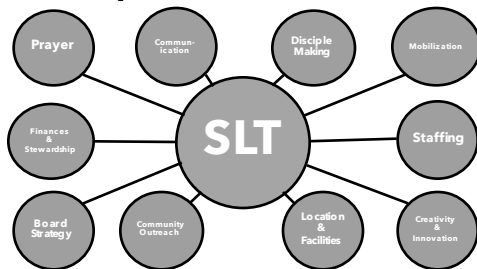 Prayer
Commun-
ication
Disciple
Making
Mobilization
Finances
&
Stewardship
SLT
Staffing
Board
Strategy
Community
Outreach
Location
&
Facilities
Creativity
&
Innovation